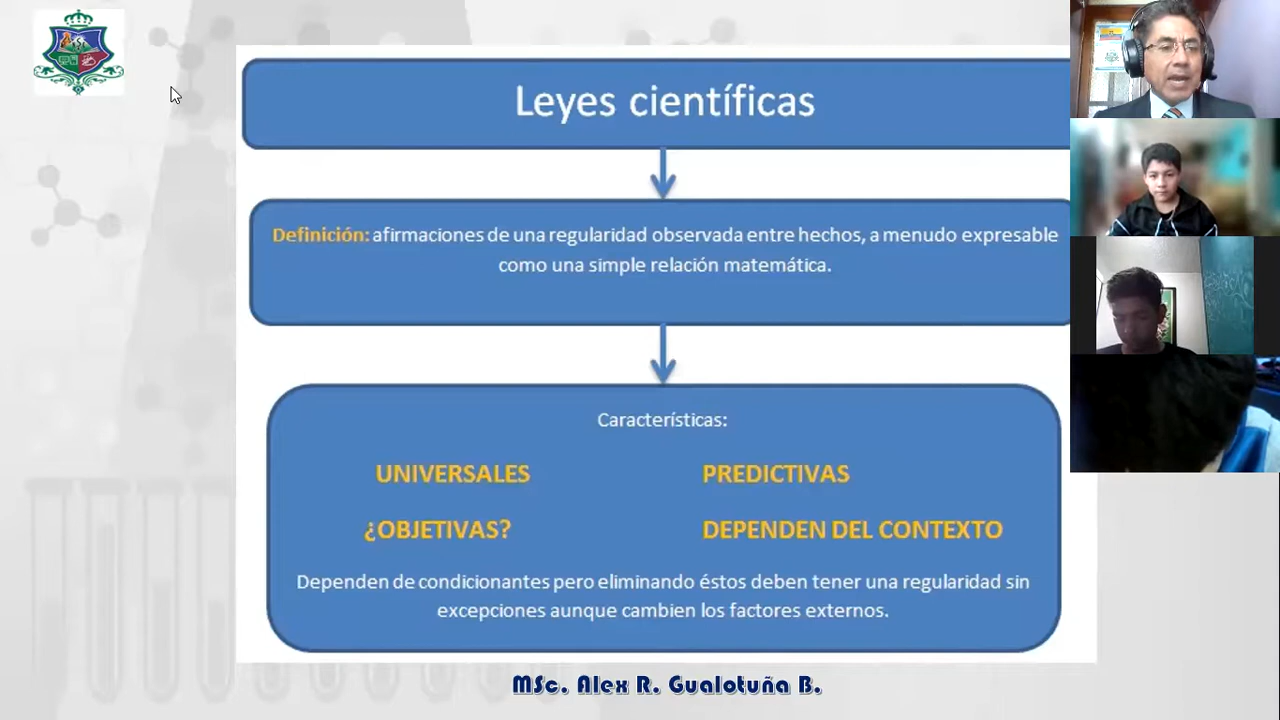 Leyes científicas
Definición: afirmaciones de una regularidad observada entre hechos, a menudo expresable
como una simple relación matemática.
Características:
UNIVERSALES PREDICTIVAS
¿OBJETIVAS? DEPENDEN DEL CONTEXTO
Dependen de condicionantes pero eliminando éstos deben tener una regularidad sin
excepciones aunque cambien los factores externos.
MSc. Alex R. Gualotuña B.